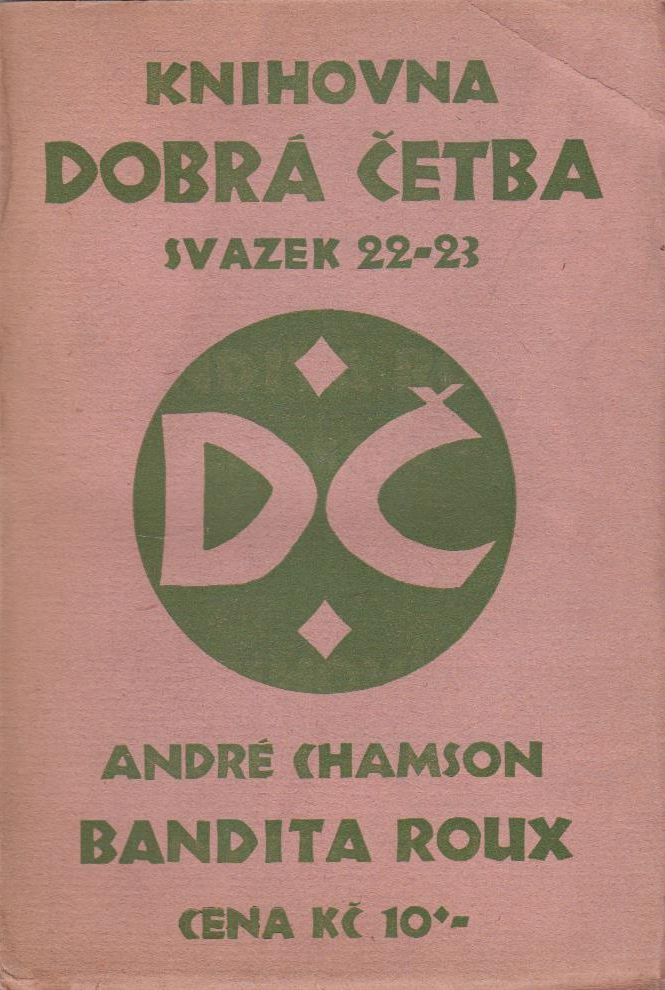 KNIHOVNA
DOBRÁ ČETBA
SVAZEK 22-23
DČ
ANDRÉ CHAMSON
BANDITA ROUX
CENA KČ 10·-